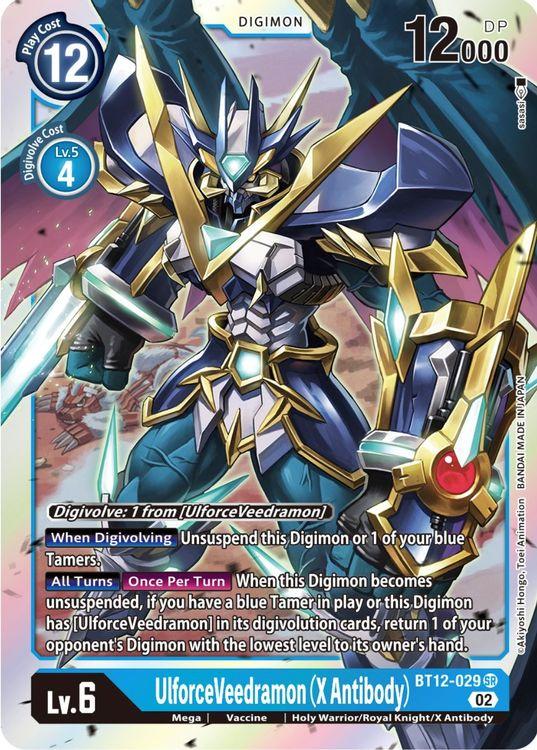 Play Cost
12
DIGIMON
12000
DP
sasasi
Digivolve Cost
Lv.5
4
Digivolve: 1 from [UlforceVeedramon]
When Digivolving Unsuspend this Digimon or 1 of your blue
Tamers.
All Turns Once Per Turn When this Digimon becomes
unsuspended, if you have a blue Tamer in play or this Digimon
has [UlforceVeedramon] in its digivolution cards, return 1 of your
opponent's Digimon with the lowest level to its owner's hand.
©Akiyoshi Hongo, Toei Animation BANDAI MADE IN JAPAN
Lv.6
UlforceVeedramon (X Antibody)
BT12-029 SR
02
Mega | Vaccine | Holy Warrior/Royal Knight/X Antibody